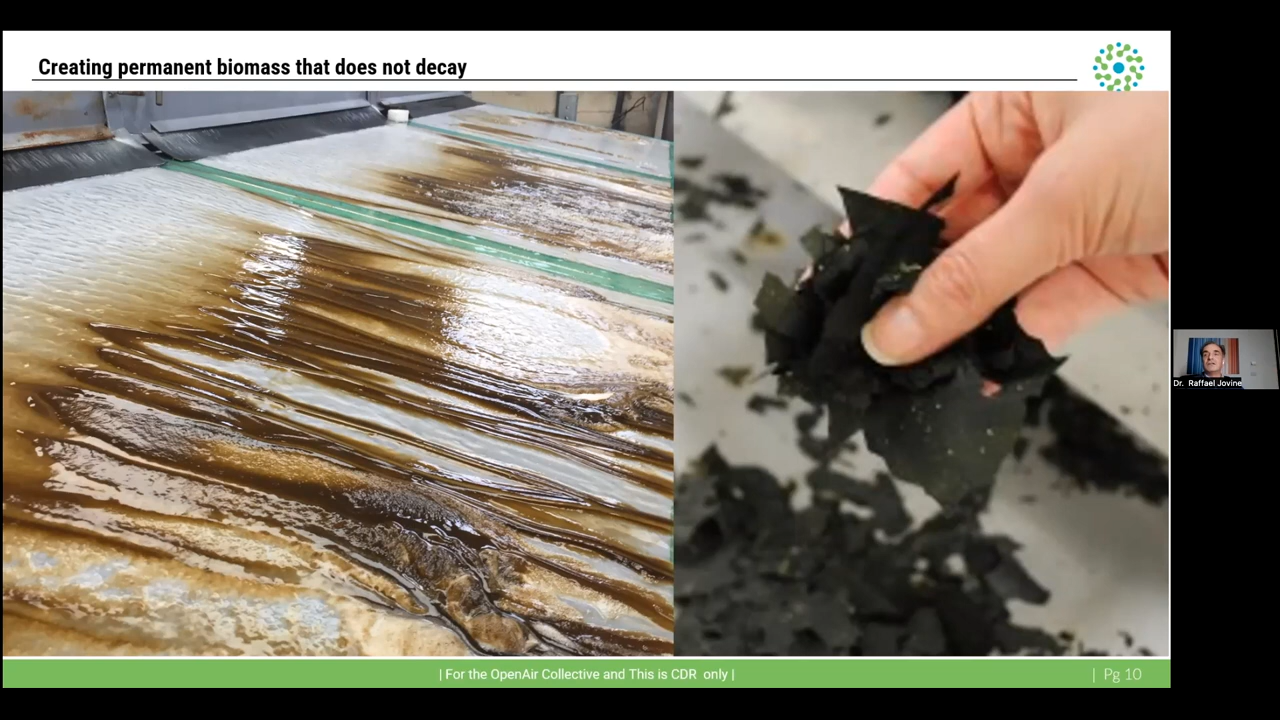 Creating permanent biomass that does not decay
Dr. Raffael Jovine
| For the OpenAir Collective and This is CDR only |
| Pg 10